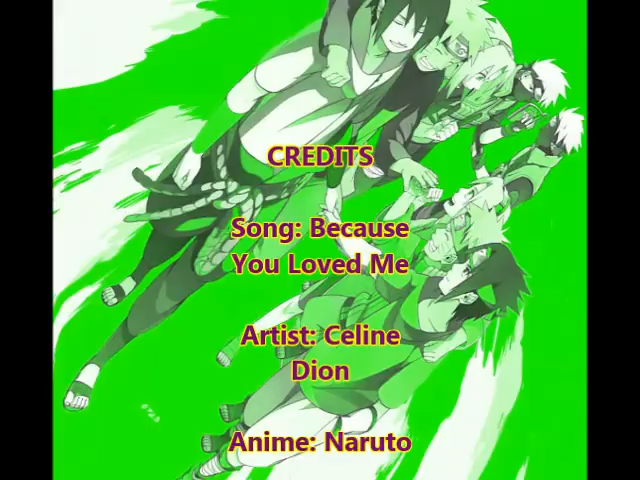 CREDITS
Song: Because
You Loved Me
Artist: Celine
Dion
Anime: Naruto